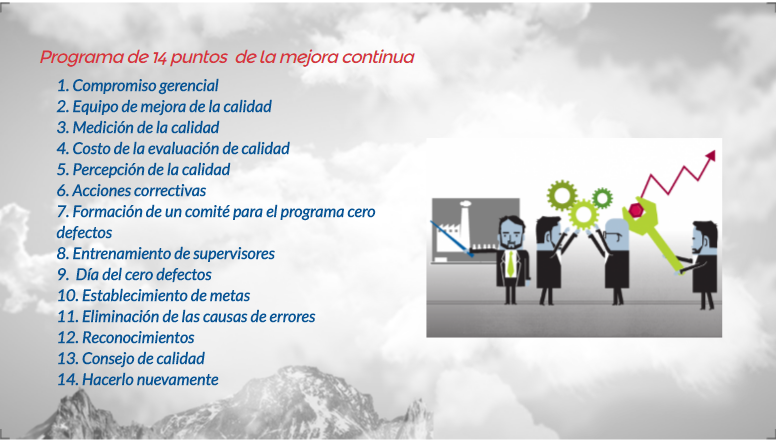 Programa de 14 puntos de la mejora continua
1. Compromiso gerencial
2. Equipo de mejora de la calidad
3. Medición de la calidad
4. Costo de la evaluación de calidad
5. Percepción de la calidad
6. Acciones correctivas
7. Formación de un comité para el programa cero
defectos
8. Entrenamiento de supervisores
9. Día del cero defectos
10. Establecimiento de metas
11. Eliminación de las causas de errores
12. Reconocimientos
13. Consejo de calidad
14. Hacerlo nuevamente